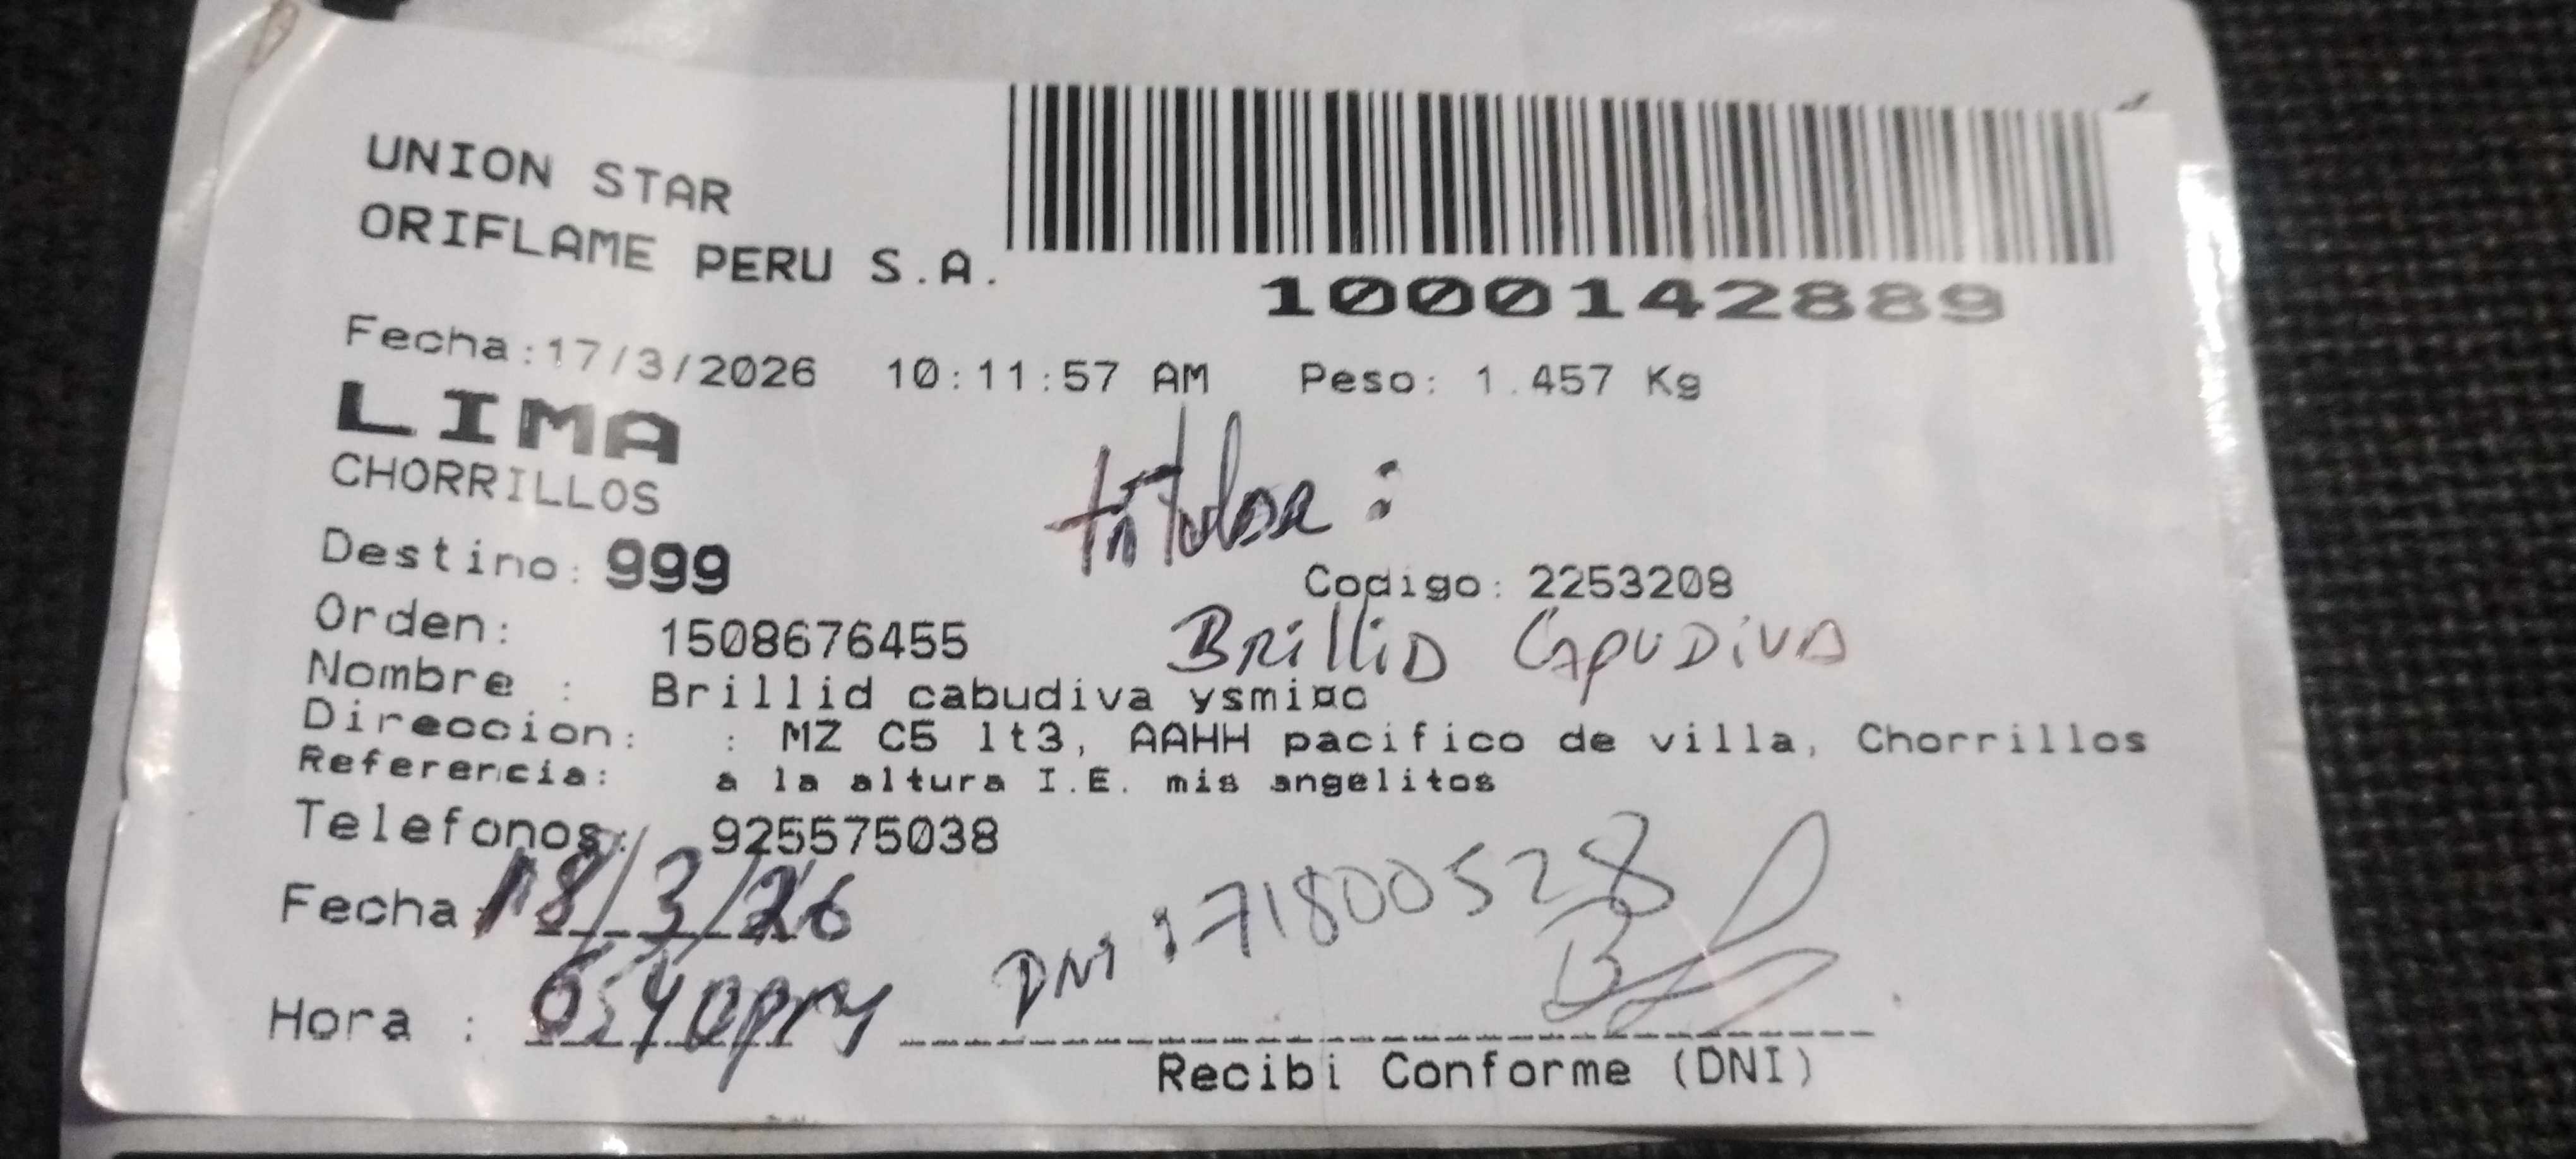 UNION STAR
ORIFLAME PERU S.A.
1000142889
Fecha:17/3/2026 10:11:57 AM Peso: 1.457 Kg
LIMA
CHORRILLOS
titular :
Destino: 999
Codigo: 2253208
Orden: 1508676455
Brillid Capudiva
Nombre : Brillid cabudiva
Direccion: : MZ C5 lt3, AAHH pacifico de villa, Chorrillos
Referencia: a la altura I.E. mis angelitos
Telefonos: 925575038
Fecha 18/3/26
DNI : 71800528
Hora : 05:40pm
Recibi Conforme (DNI)